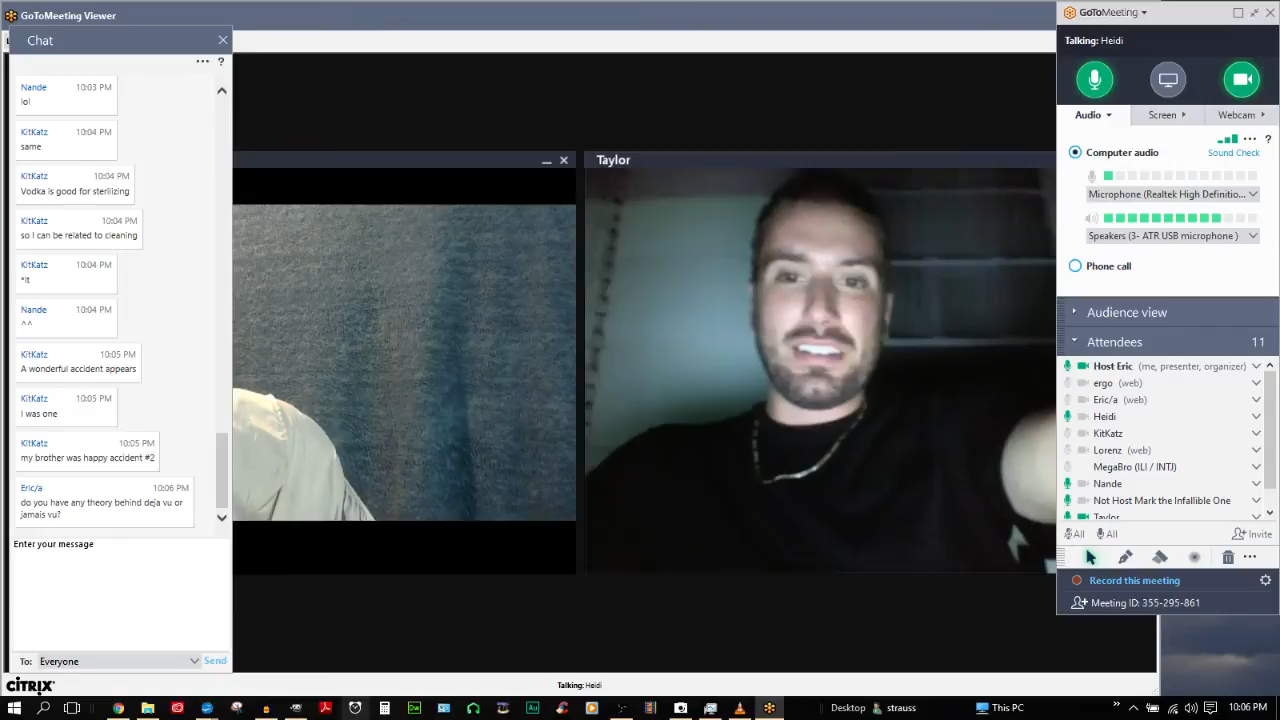 GoToMeeting Viewer
Chat
?
Nande 10:03 PM
lol
KitKatz 10:04 PM
same
KitKatz 10:04 PM
Vodka is good for sterilizing
KitKatz 10:04 PM
so I can be related to cleaning
KitKatz 10:04 PM
*It
Nande 10:04 PM
^^
KitKatz 10:05 PM
A wonderful accident appears
KitKatz 10:05 PM
I was one
KitKatz 10:05 PM
my brother was happy accident #2
Eric/a 10:06 PM
do you have any theory behind deja vu or
jamais vu?
Enter your message
To: Everyone Send
CİTRIX
Taylor
Talking: Heidi
GoToMeeting
Talking: Heidi
Audio Screen Webcam
?
Computer audio Sound Check
Microphone (Realtek High Definitio...
Speakers (3- ATR USB microphone )
Phone call
Audience view
Attendees 11
Host Eric (me, presenter, organizer)
ergo (web)
Eric/a (web)
Heidi
KitKatz
Lorenz (web)
MegaBro (ILI / INTJ)
Nande
Not Host Mark the Infallible One
Taylor
All All Invite
Record this meeting
Meeting ID: 355-295-861
Dw Au
Desktop strauss This PC 10:06 PM